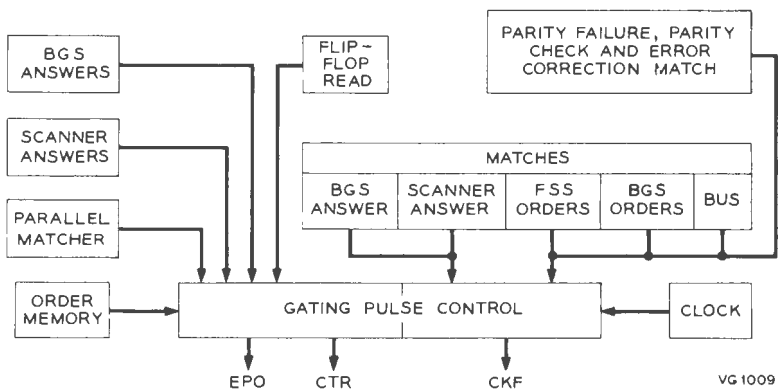 BGS
ANSWERS
FLIP-
FLOP
READ
PARITY FAILURE, PARITY
CHECK AND ERROR
CORRECTION MATCH
SCANNER
ANSWERS
MATCHES
BGS
ANSWER
SCANNER
ANSWER
FSS
ORDERS
BGS
ORDERS
BUS
PARALLEL
MATCHER
ORDER
MEMORY
GATING PULSE CONTROL
CLOCK
EPO
CTR
CKF
VG 1009